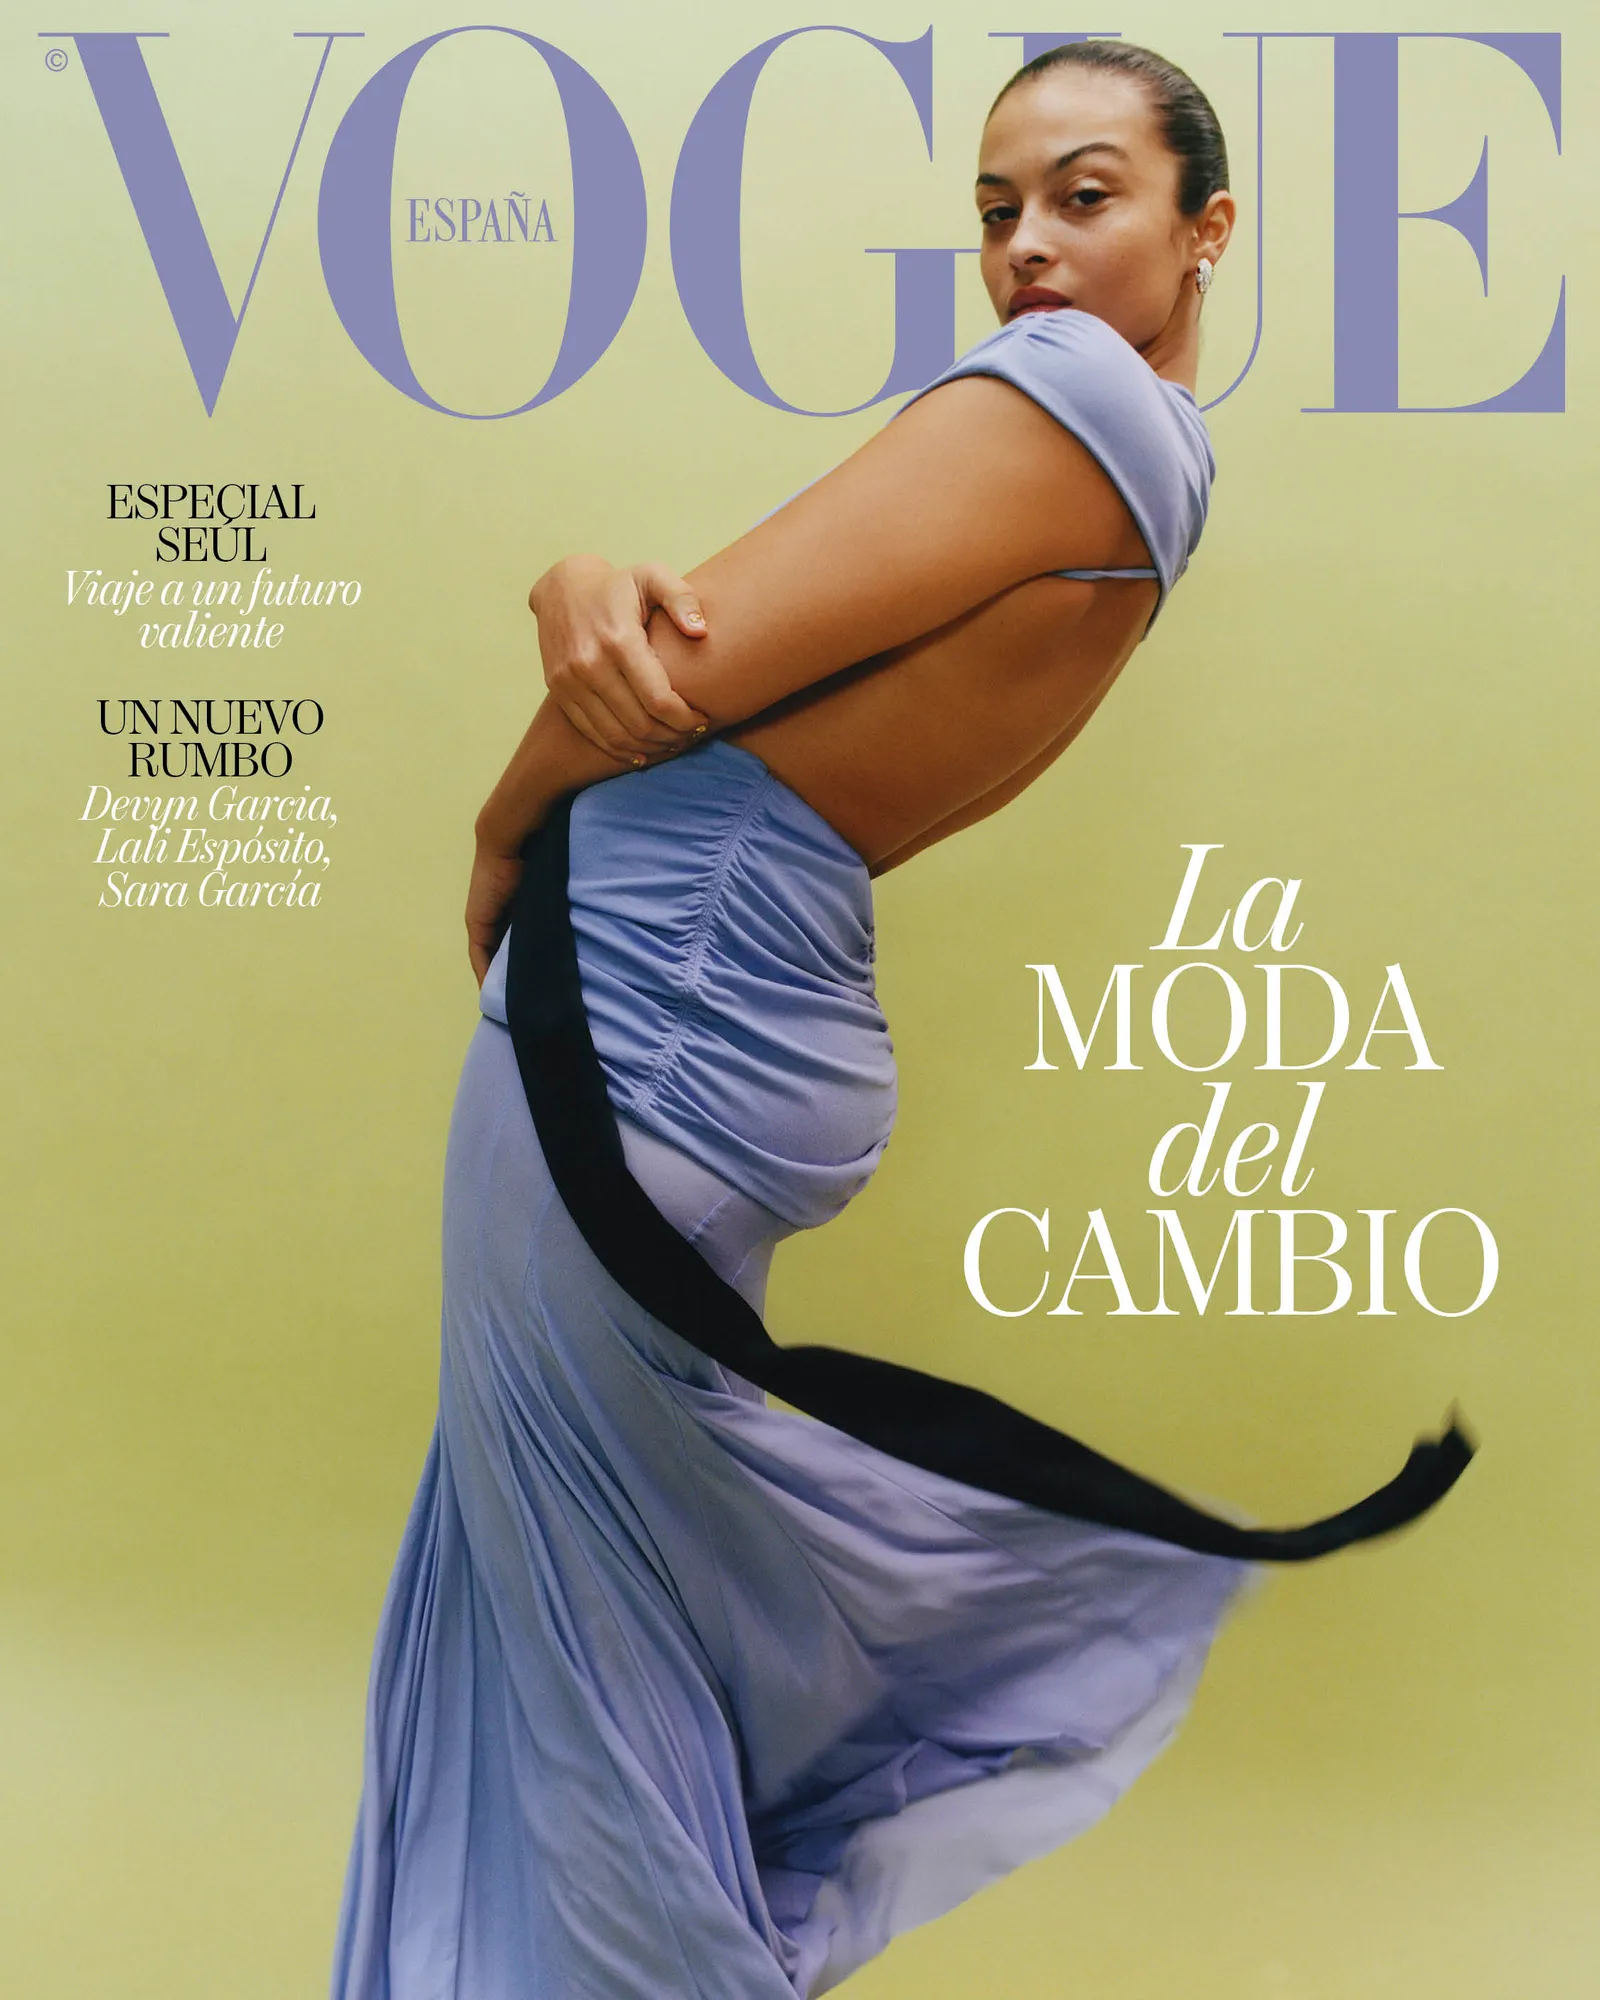 ©
VOGUE
ESPAÑA
ESPECIAL
SEÚL
Viaje a un futuro
valiente
UN NUEVO
RUMBO
Devyn Garcia,
Lali Espósito,
Sara García
La
MODA
del
CAMBIO